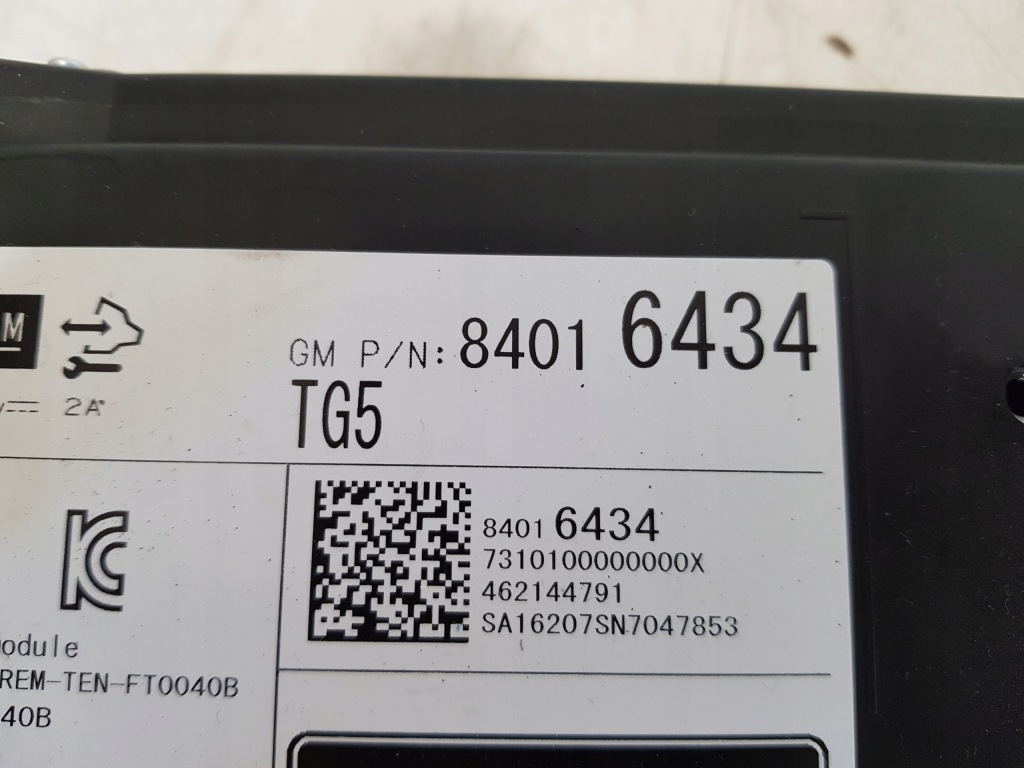 M
GM P/N: 8401 6434
2A
TG5
8401 6434
7310100000000X
462144791
SA16207SN7047853
odule
REM-TEN-FT0040B
40B